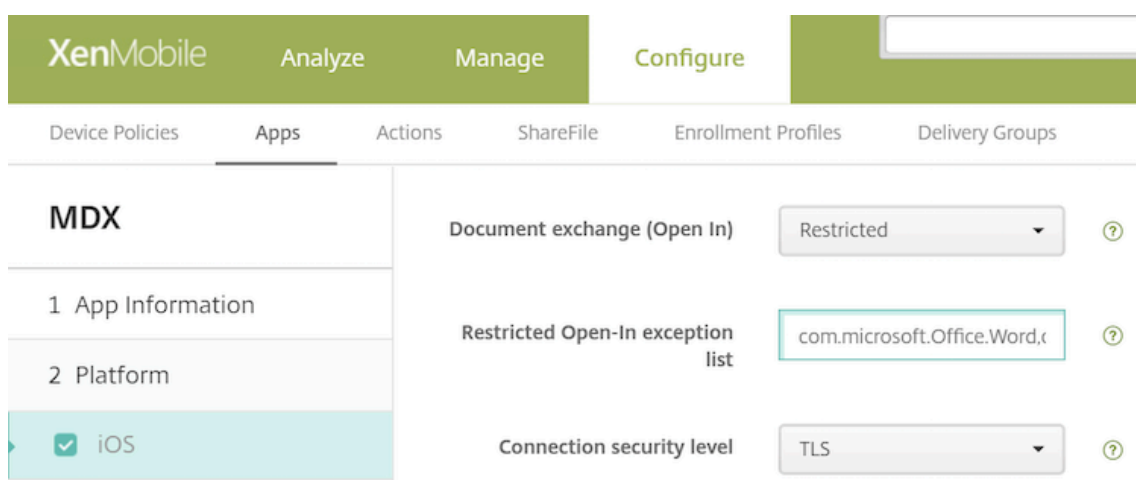 XenMobile Analyze Manage Configure
Device Policies Apps Actions ShareFile Enrollment Profiles Delivery Groups
MDX
1 App Information
2 Platform
iOS
Document exchange (Open In) Restricted
Restricted Open-In exception
list
com.microsoft.Office.Word,
Connection security level TLS